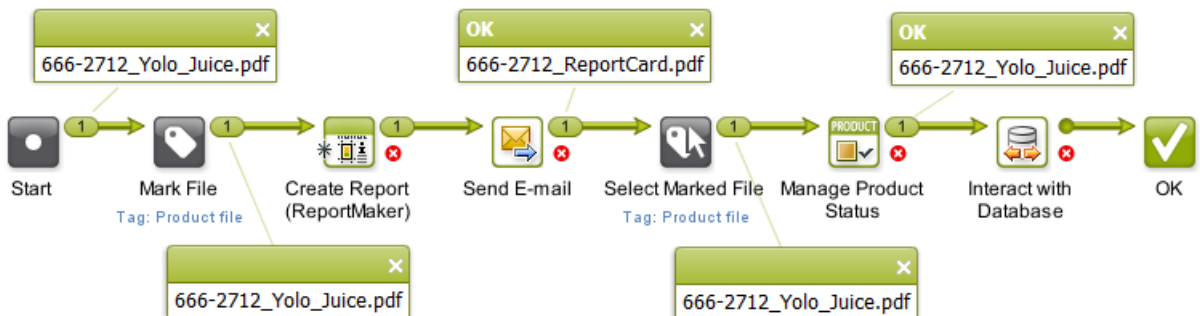 OK
OK
666-2712_Yolo_Juice.pdf
666-2712_ReportCard.pdf
666-2712_Yolo_Juice.pdf
1
1
1
1
1
PRODUCT
1
Start
Mark File
Create Report
(ReportMaker)
Send E-mail
Select Marked File
Manage Product
Status
Interact with
Database
OK
Tag: Product file
Tag: Product file
666-2712_Yolo_Juice.pdf
666-2712_Yolo_Juice.pdf